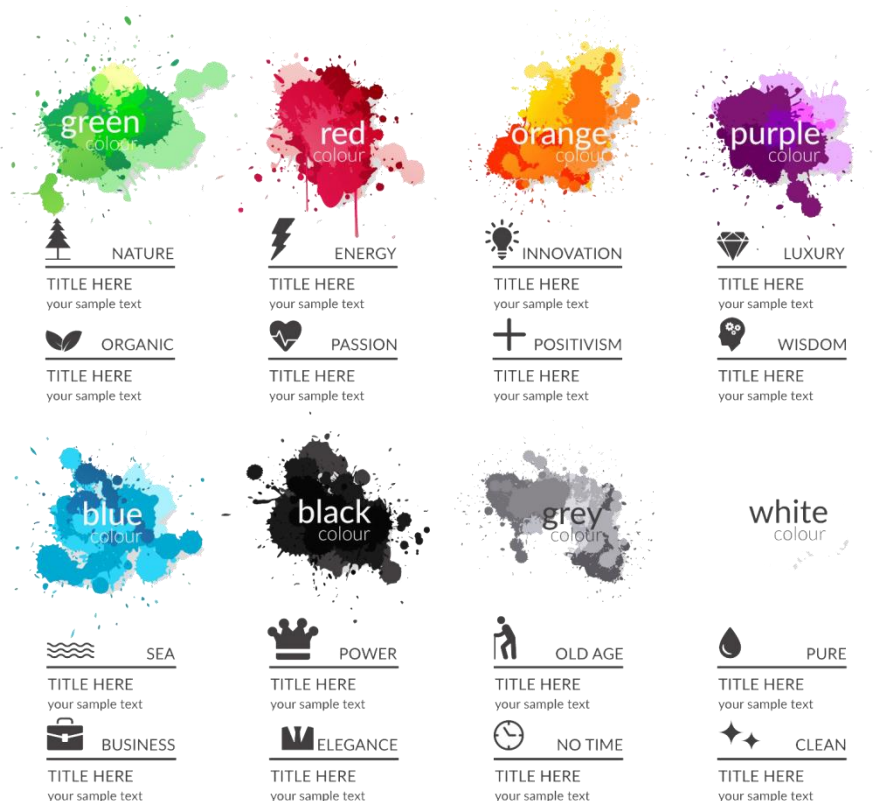 green
colour
red
colour
orange
colour
purple
colour
NATURE
ENERGY
INNOVATION
LUXURY
TITLE HERE
TITLE HERE
TITLE HERE
TITLE HERE
your sample text
your sample text
your sample text
your sample text
ORGANIC
PASSION
POSITIVISM
WISDOM
TITLE HERE
TITLE HERE
TITLE HERE
TITLE HERE
your sample text
your sample text
your sample text
your sample text
blue
colour
black
colour
grey
colour
white
colour
SEA
POWER
OLD AGE
PURE
TITLE HERE
TITLE HERE
TITLE HERE
TITLE HERE
your sample text
your sample text
your sample text
your sample text
BUSINESS
ELEGANCE
NO TIME
CLEAN
TITLE HERE
TITLE HERE
TITLE HERE
TITLE HERE
your sample text
your sample text
your sample text
your sample text